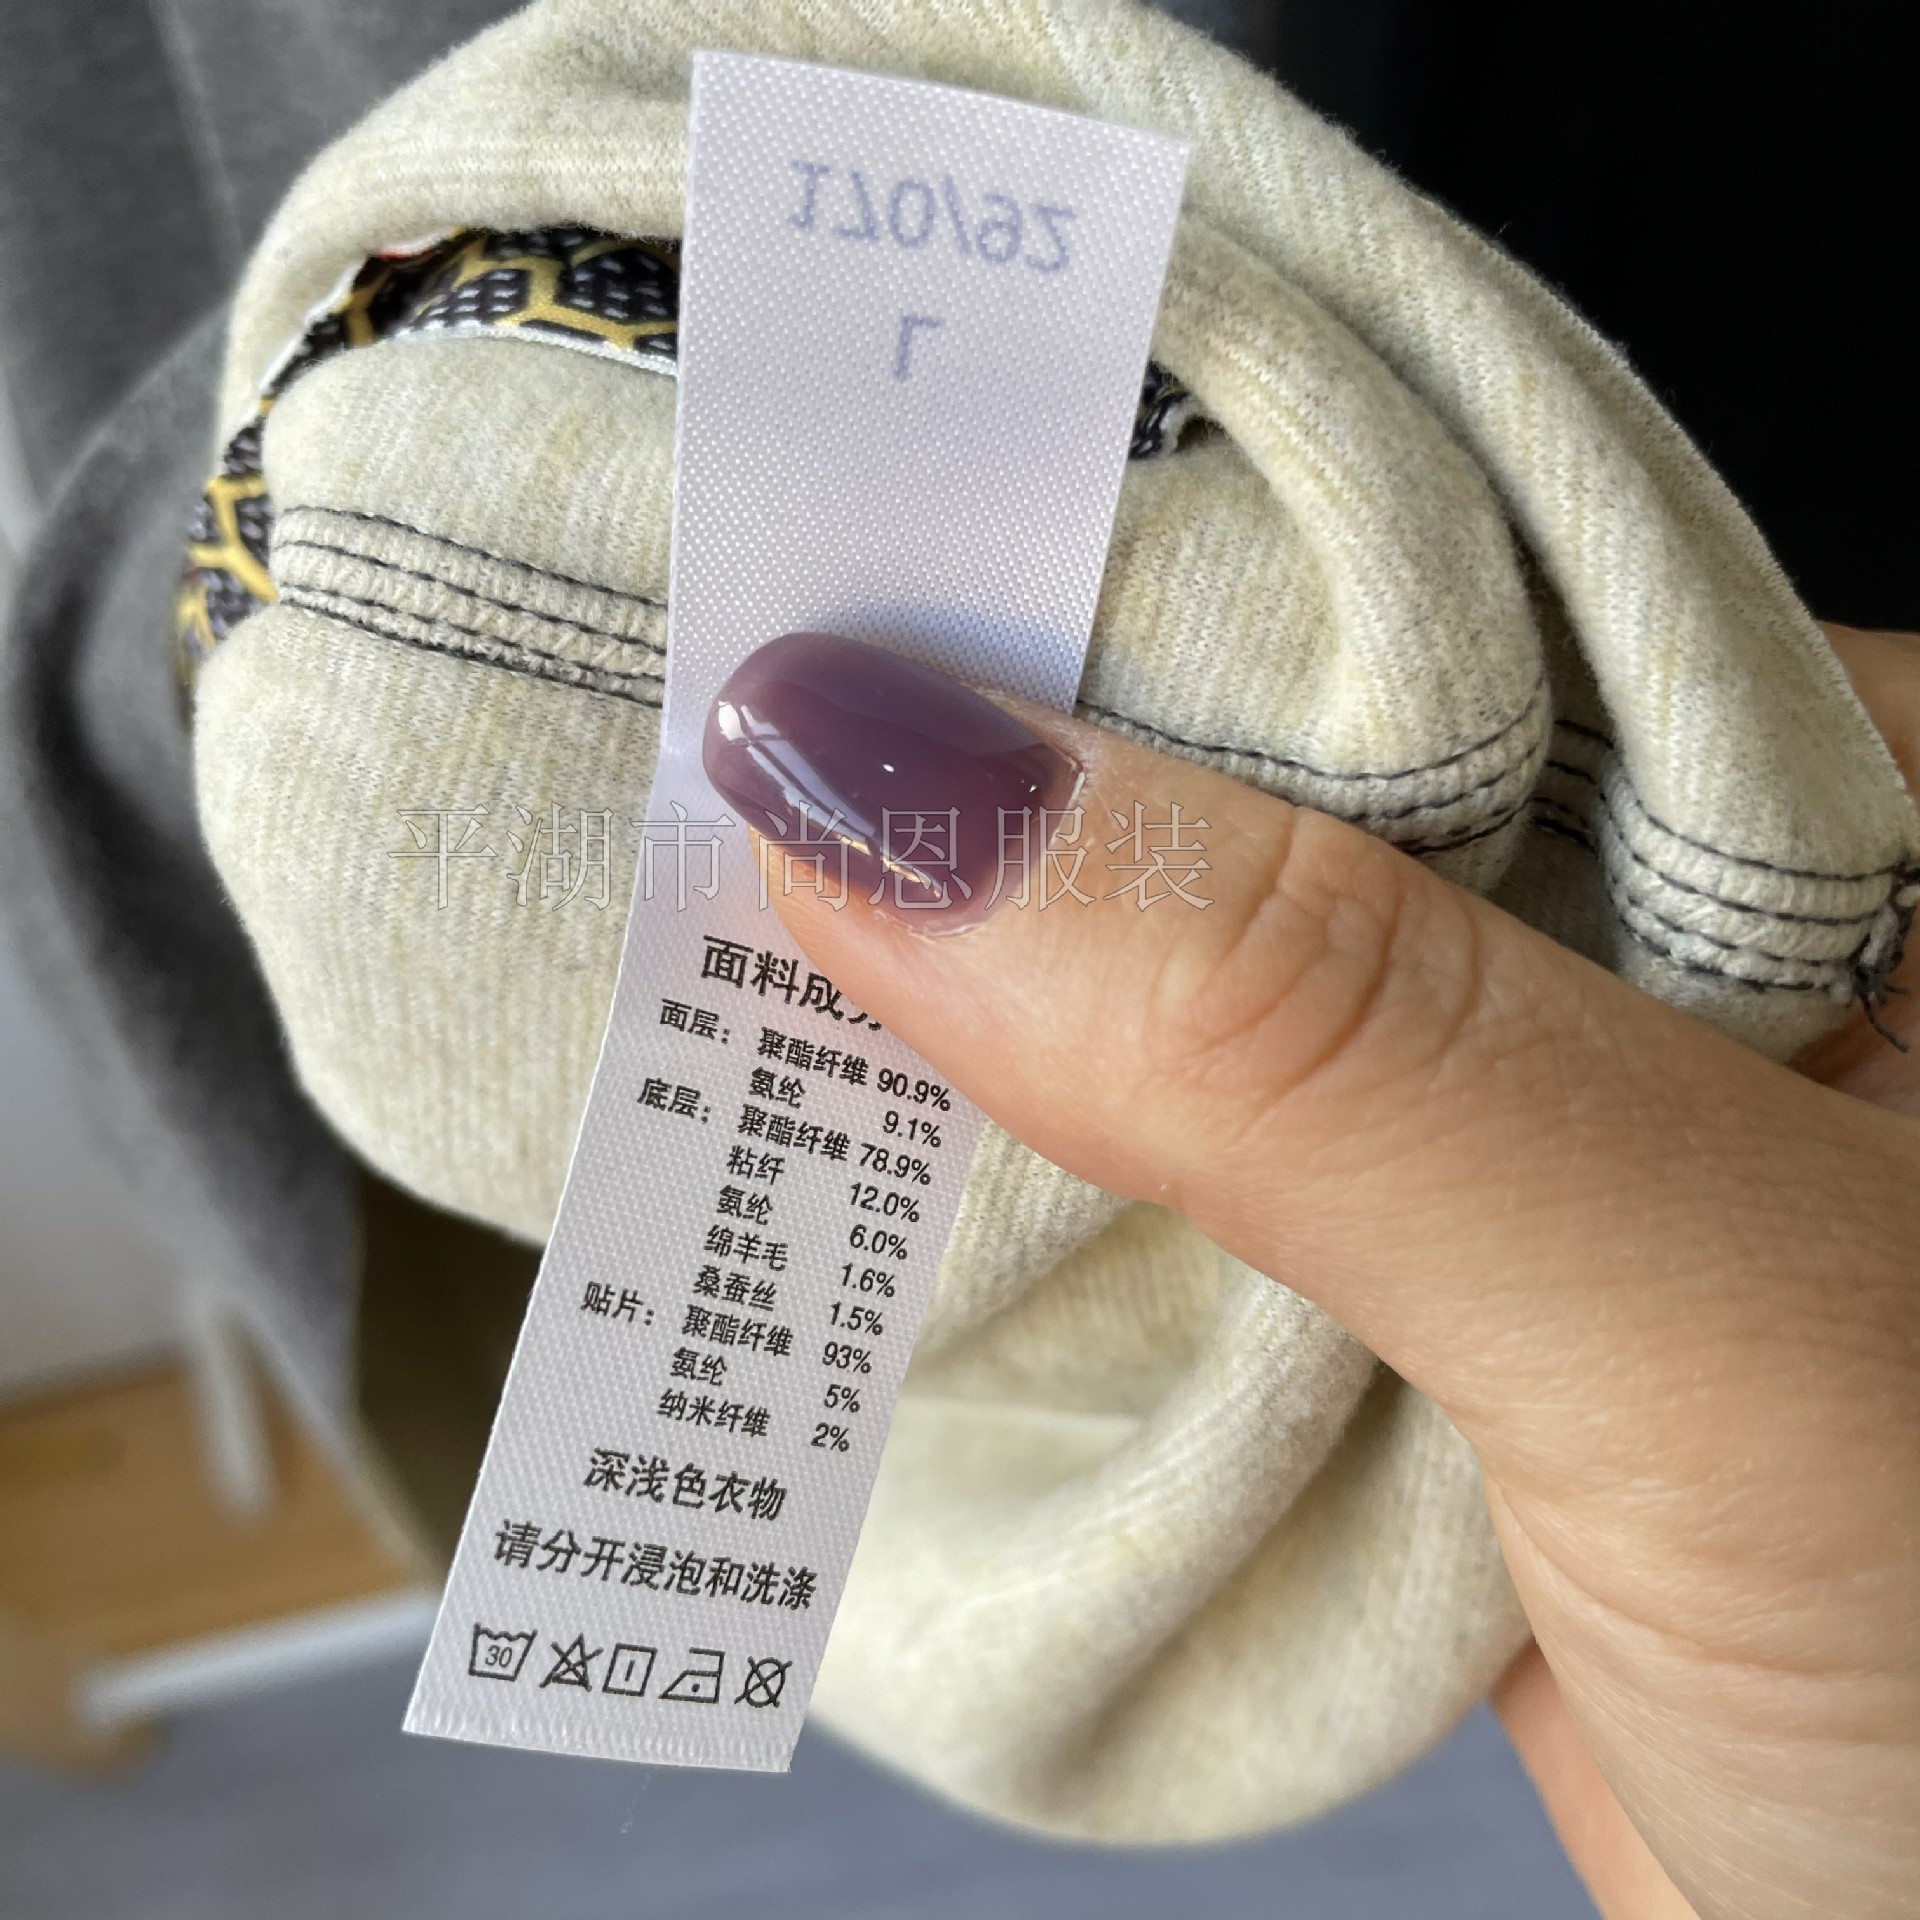 170/92
L
平湖市尚恩服装
面料成分
面层： 聚酯纤维 90.9%
氨纶 9.1%
底层： 聚酯纤维 78.9%
粘纤 12.0%
氨纶 6.0%
绵羊毛 1.6%
桑蚕丝 1.5%
贴片： 聚酯纤维 93%
氨纶 5%
纳米纤维 2%
深浅色衣物
请分开浸泡和洗涤
30